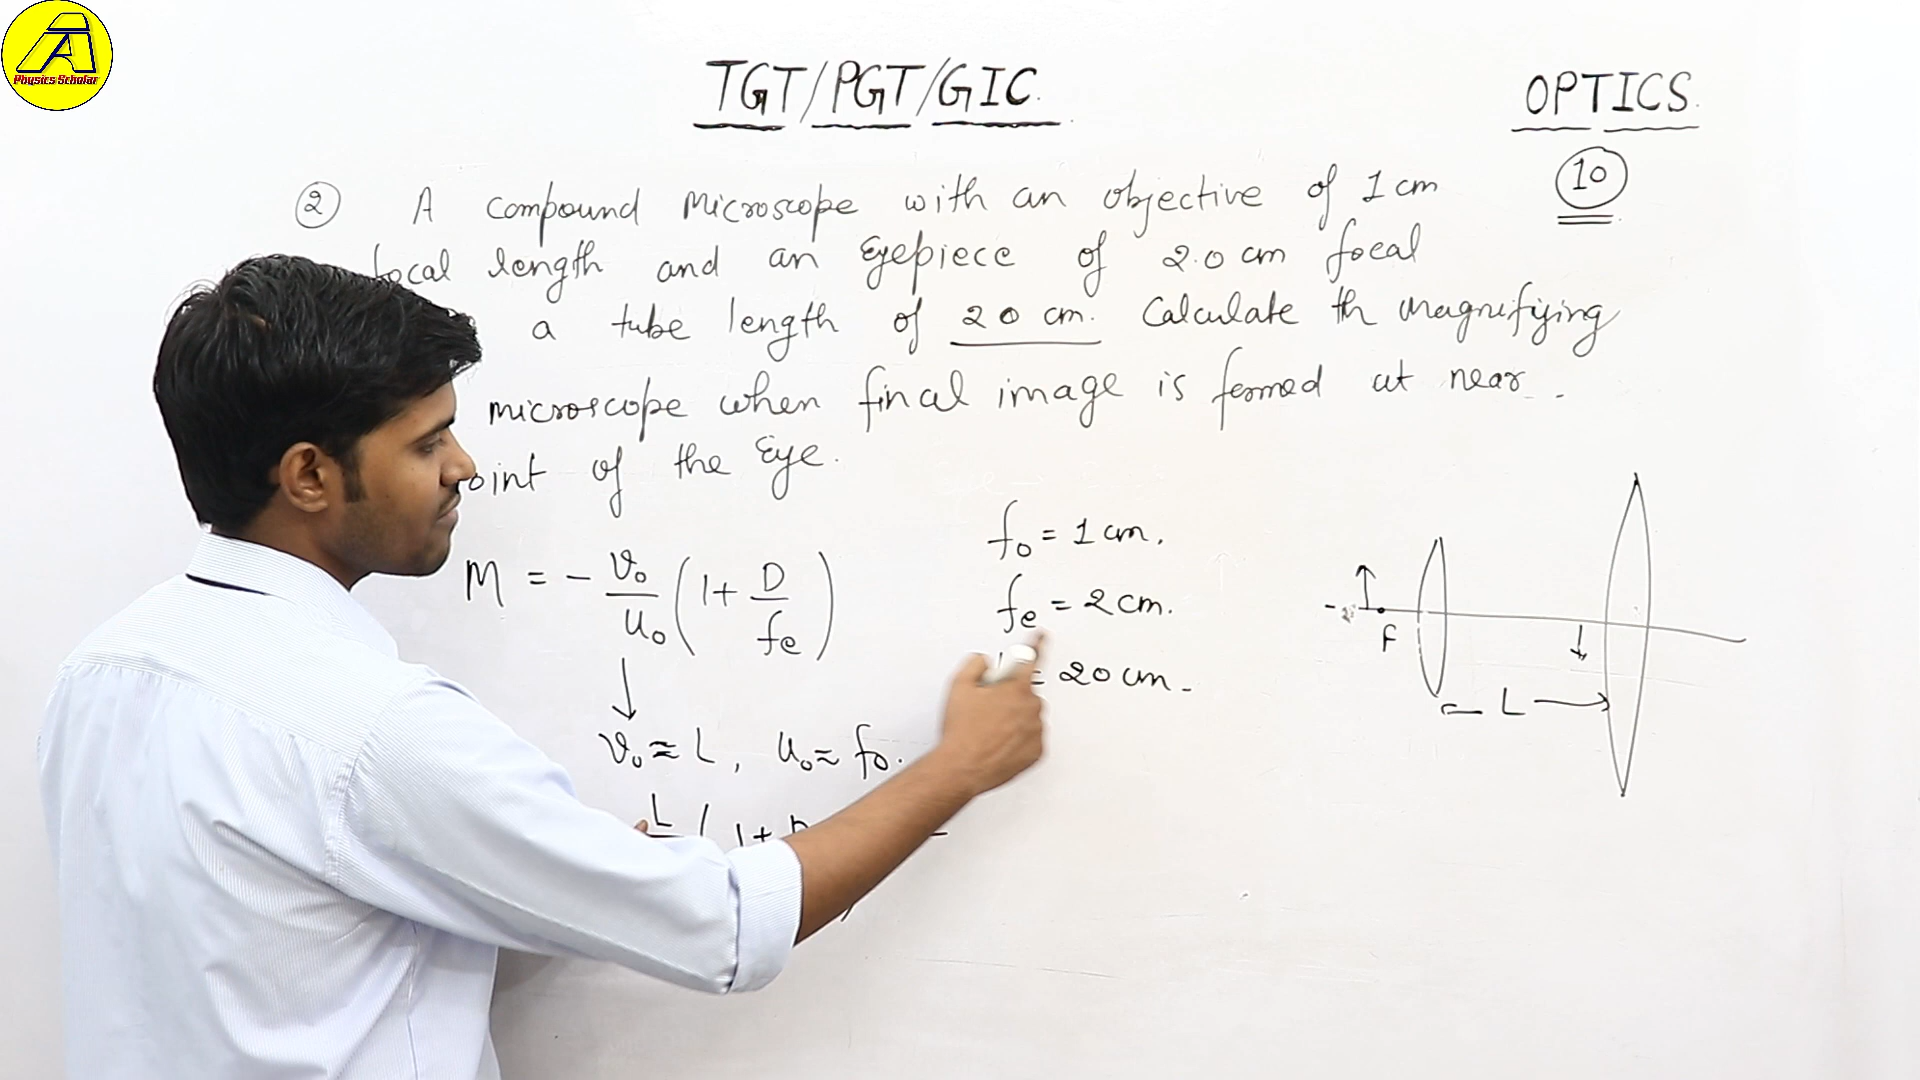 A
Physics Scholar
TGT/PGT/GIC.
OPTICS.
10
② A compound microscope with an objective of 1 cm
focal length and an Eyepiece of 2.0 cm focal
a tube length of 20 cm. Calculate th magnifying
microscope when final image is formed at near
point of the Eye.
M = - v₀/u₀ (1 + D/fe)
v₀ ≈ L, u₀ ≈ f₀.
L ( 1 +
f₀ = 1 cm.
fe = 2 cm.
= 20 cm
F
L